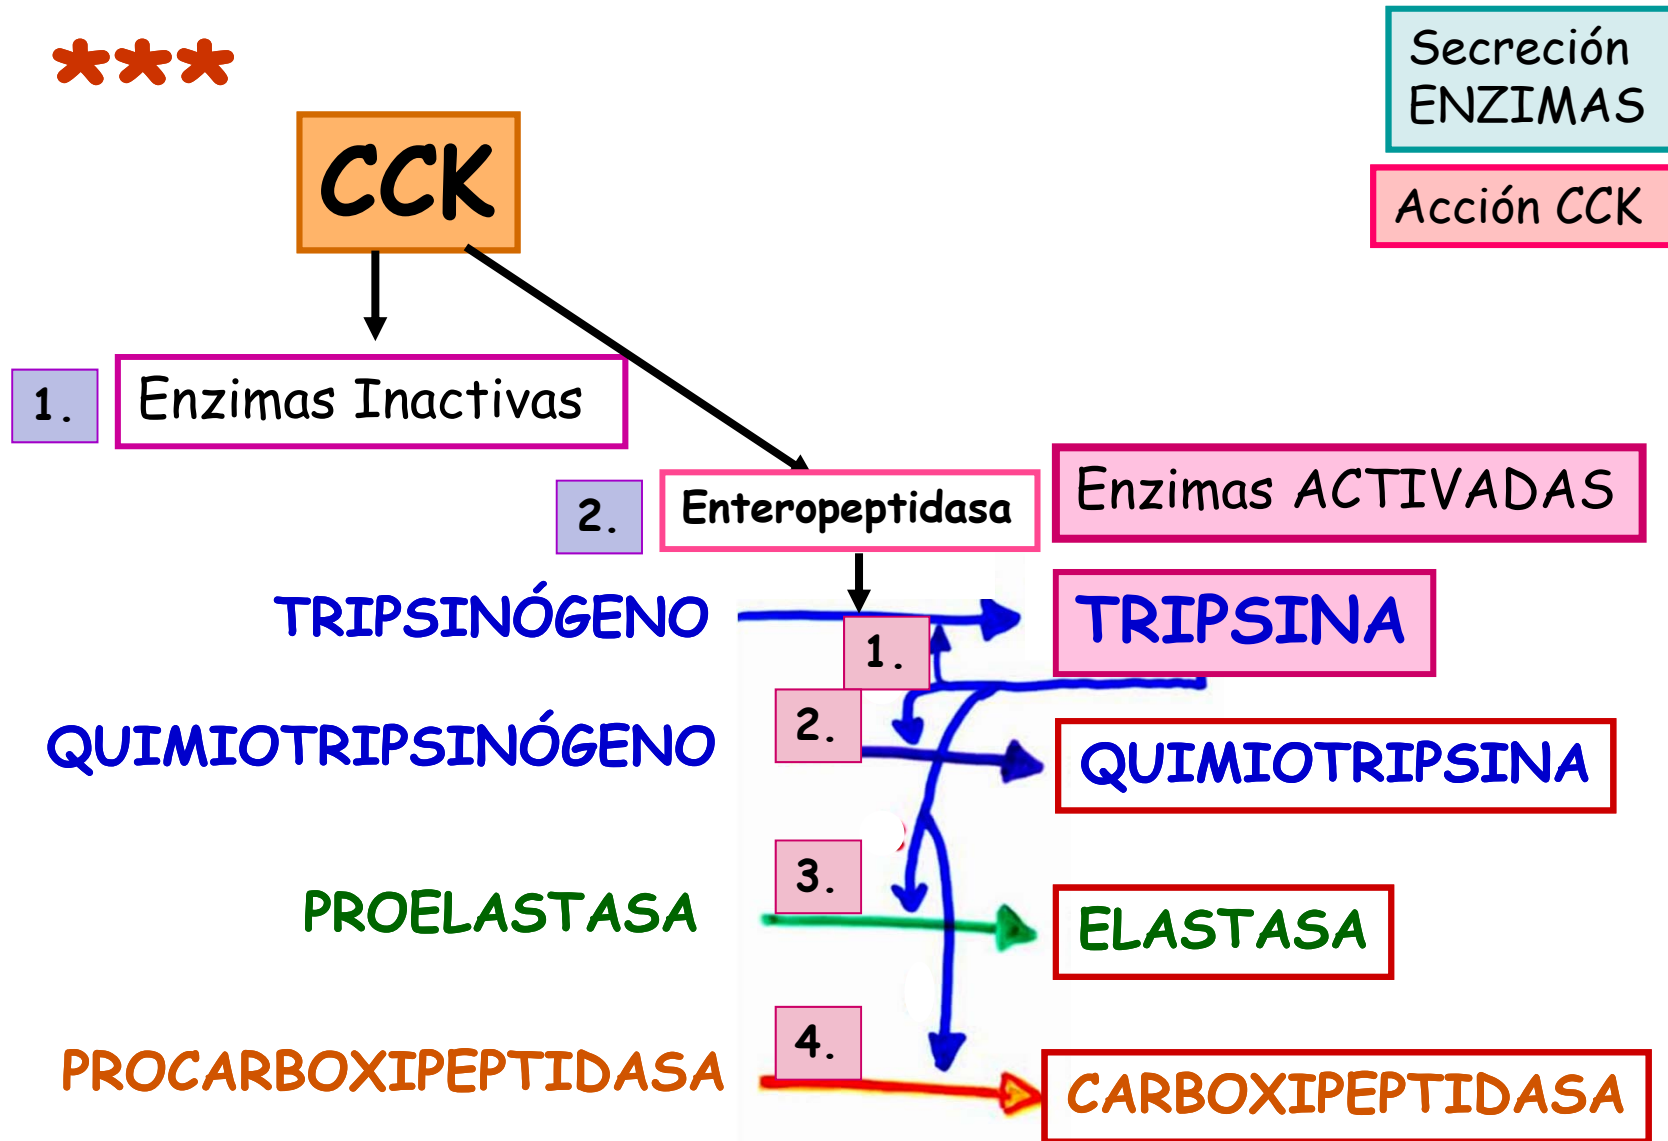 ***
Secreción
ENZIMAS
Acción CCK
CCK
1.
Enzimas Inactivas
2.
Enteropeptidasa
Enzimas ACTIVADAS
TRIPSINÓGENO
1.
TRIPSINA
QUIMIOTRIPSINÓGENO
2.
QUIMIOTRIPSINA
PROELASTASA
3.
ELASTASA
PROCARBOXIPEPTIDASA
4.
CARBOXIPEPTIDASA